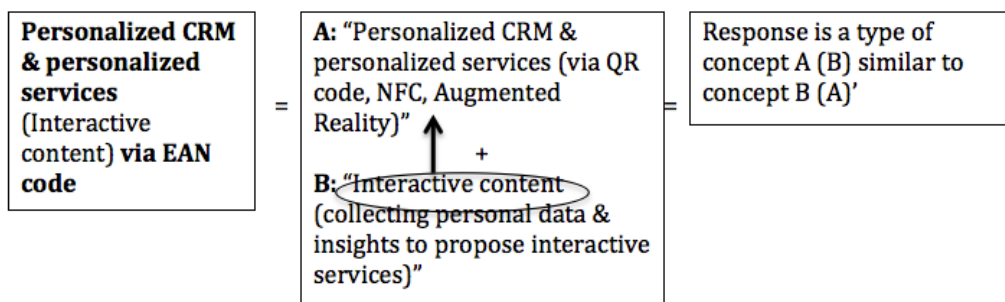 Personalized CRM
& personalized
services
(Interactive
content) via EAN
code
=
A: “Personalized CRM &
personalized services (via QR
code, NFC, Augmented
Reality)”
+
B: “Interactive content
(collecting personal data &
insights to propose interactive
services)”
=
Response is a type of
concept A (B) similar to
concept B (A)’